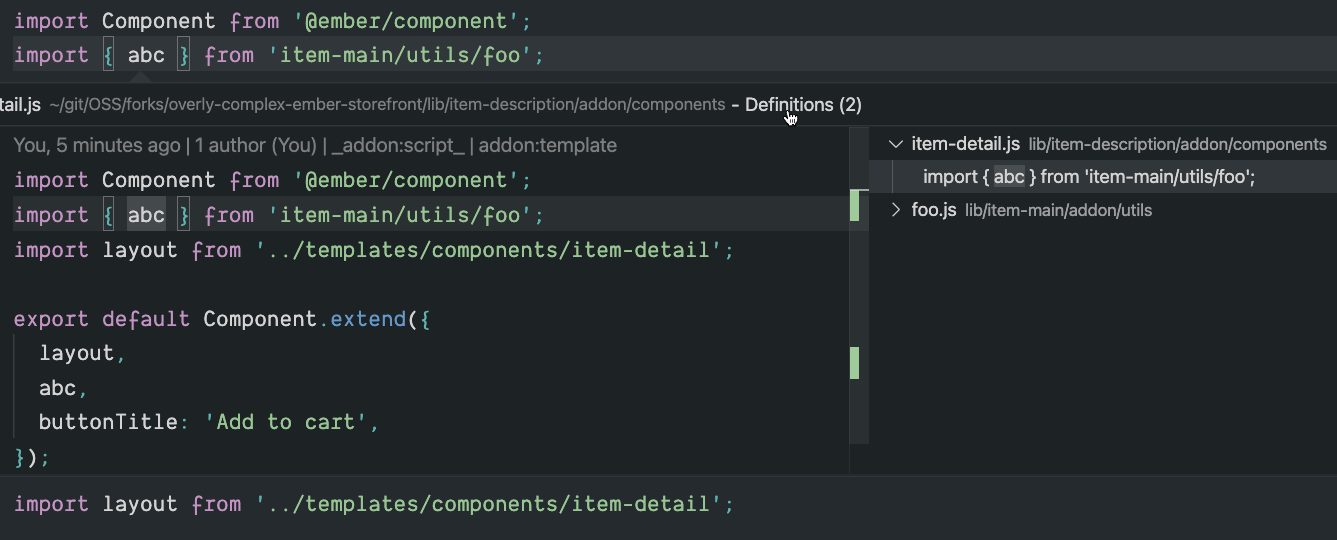 import Component from '@ember/component';
import { abc } from 'item-main/utils/foo';
tail.js ~/git/OSS/forks/overly-complex-ember-storefront/lib/item-description/addon/components - Definitions (2)
You, 5 minutes ago | 1 author (You) | _addon:script_ | addon:template
import Component from '@ember/component';
import { abc } from 'item-main/utils/foo';
import layout from '../templates/components/item-detail';
export default Component.extend({
layout,
abc,
buttonTitle: 'Add to cart',
});
item-detail.js lib/item-description/addon/components
import { abc } from 'item-main/utils/foo';
foo.js lib/item-main/addon/utils
import layout from '../templates/components/item-detail';